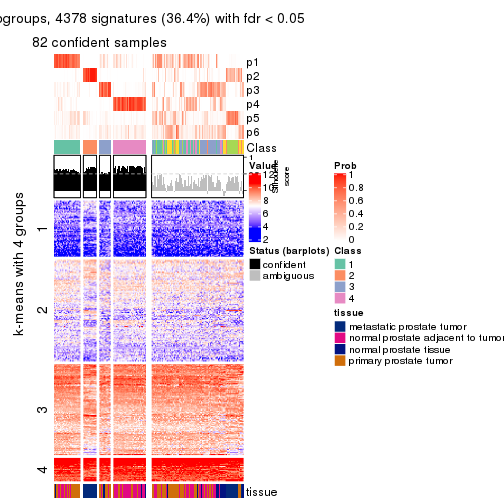 ogroups, 4378 signatures (36.4%) with fdr < 0.05
82 confident samples
p1
p2
p3
p4
p5
p6
Class
1
Value
12
10
8
6
4
2
score
Prob
1
0.8
0.6
0.4
0.2
0
Status (barplots)
confident
ambiguous
Class
1
2
3
4
tissue
metastatic prostate tumor
normal prostate adjacent to tumor
normal prostate tissue
primary prostate tumor
k-means with 4 groups
1
2
3
4
tissue